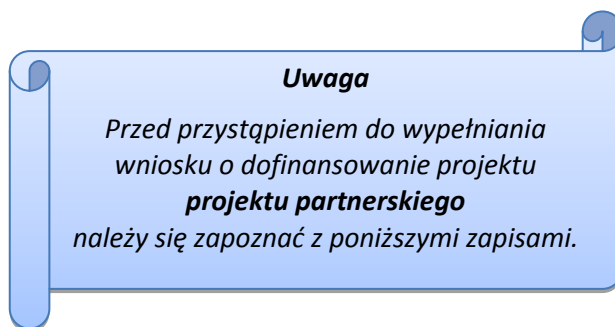 Uwaga
Przed przystąpieniem do wypełniania
wniosku o dofinansowanie projektu
projektu partnerskiego
należy się zapoznać z poniższymi zapisami.